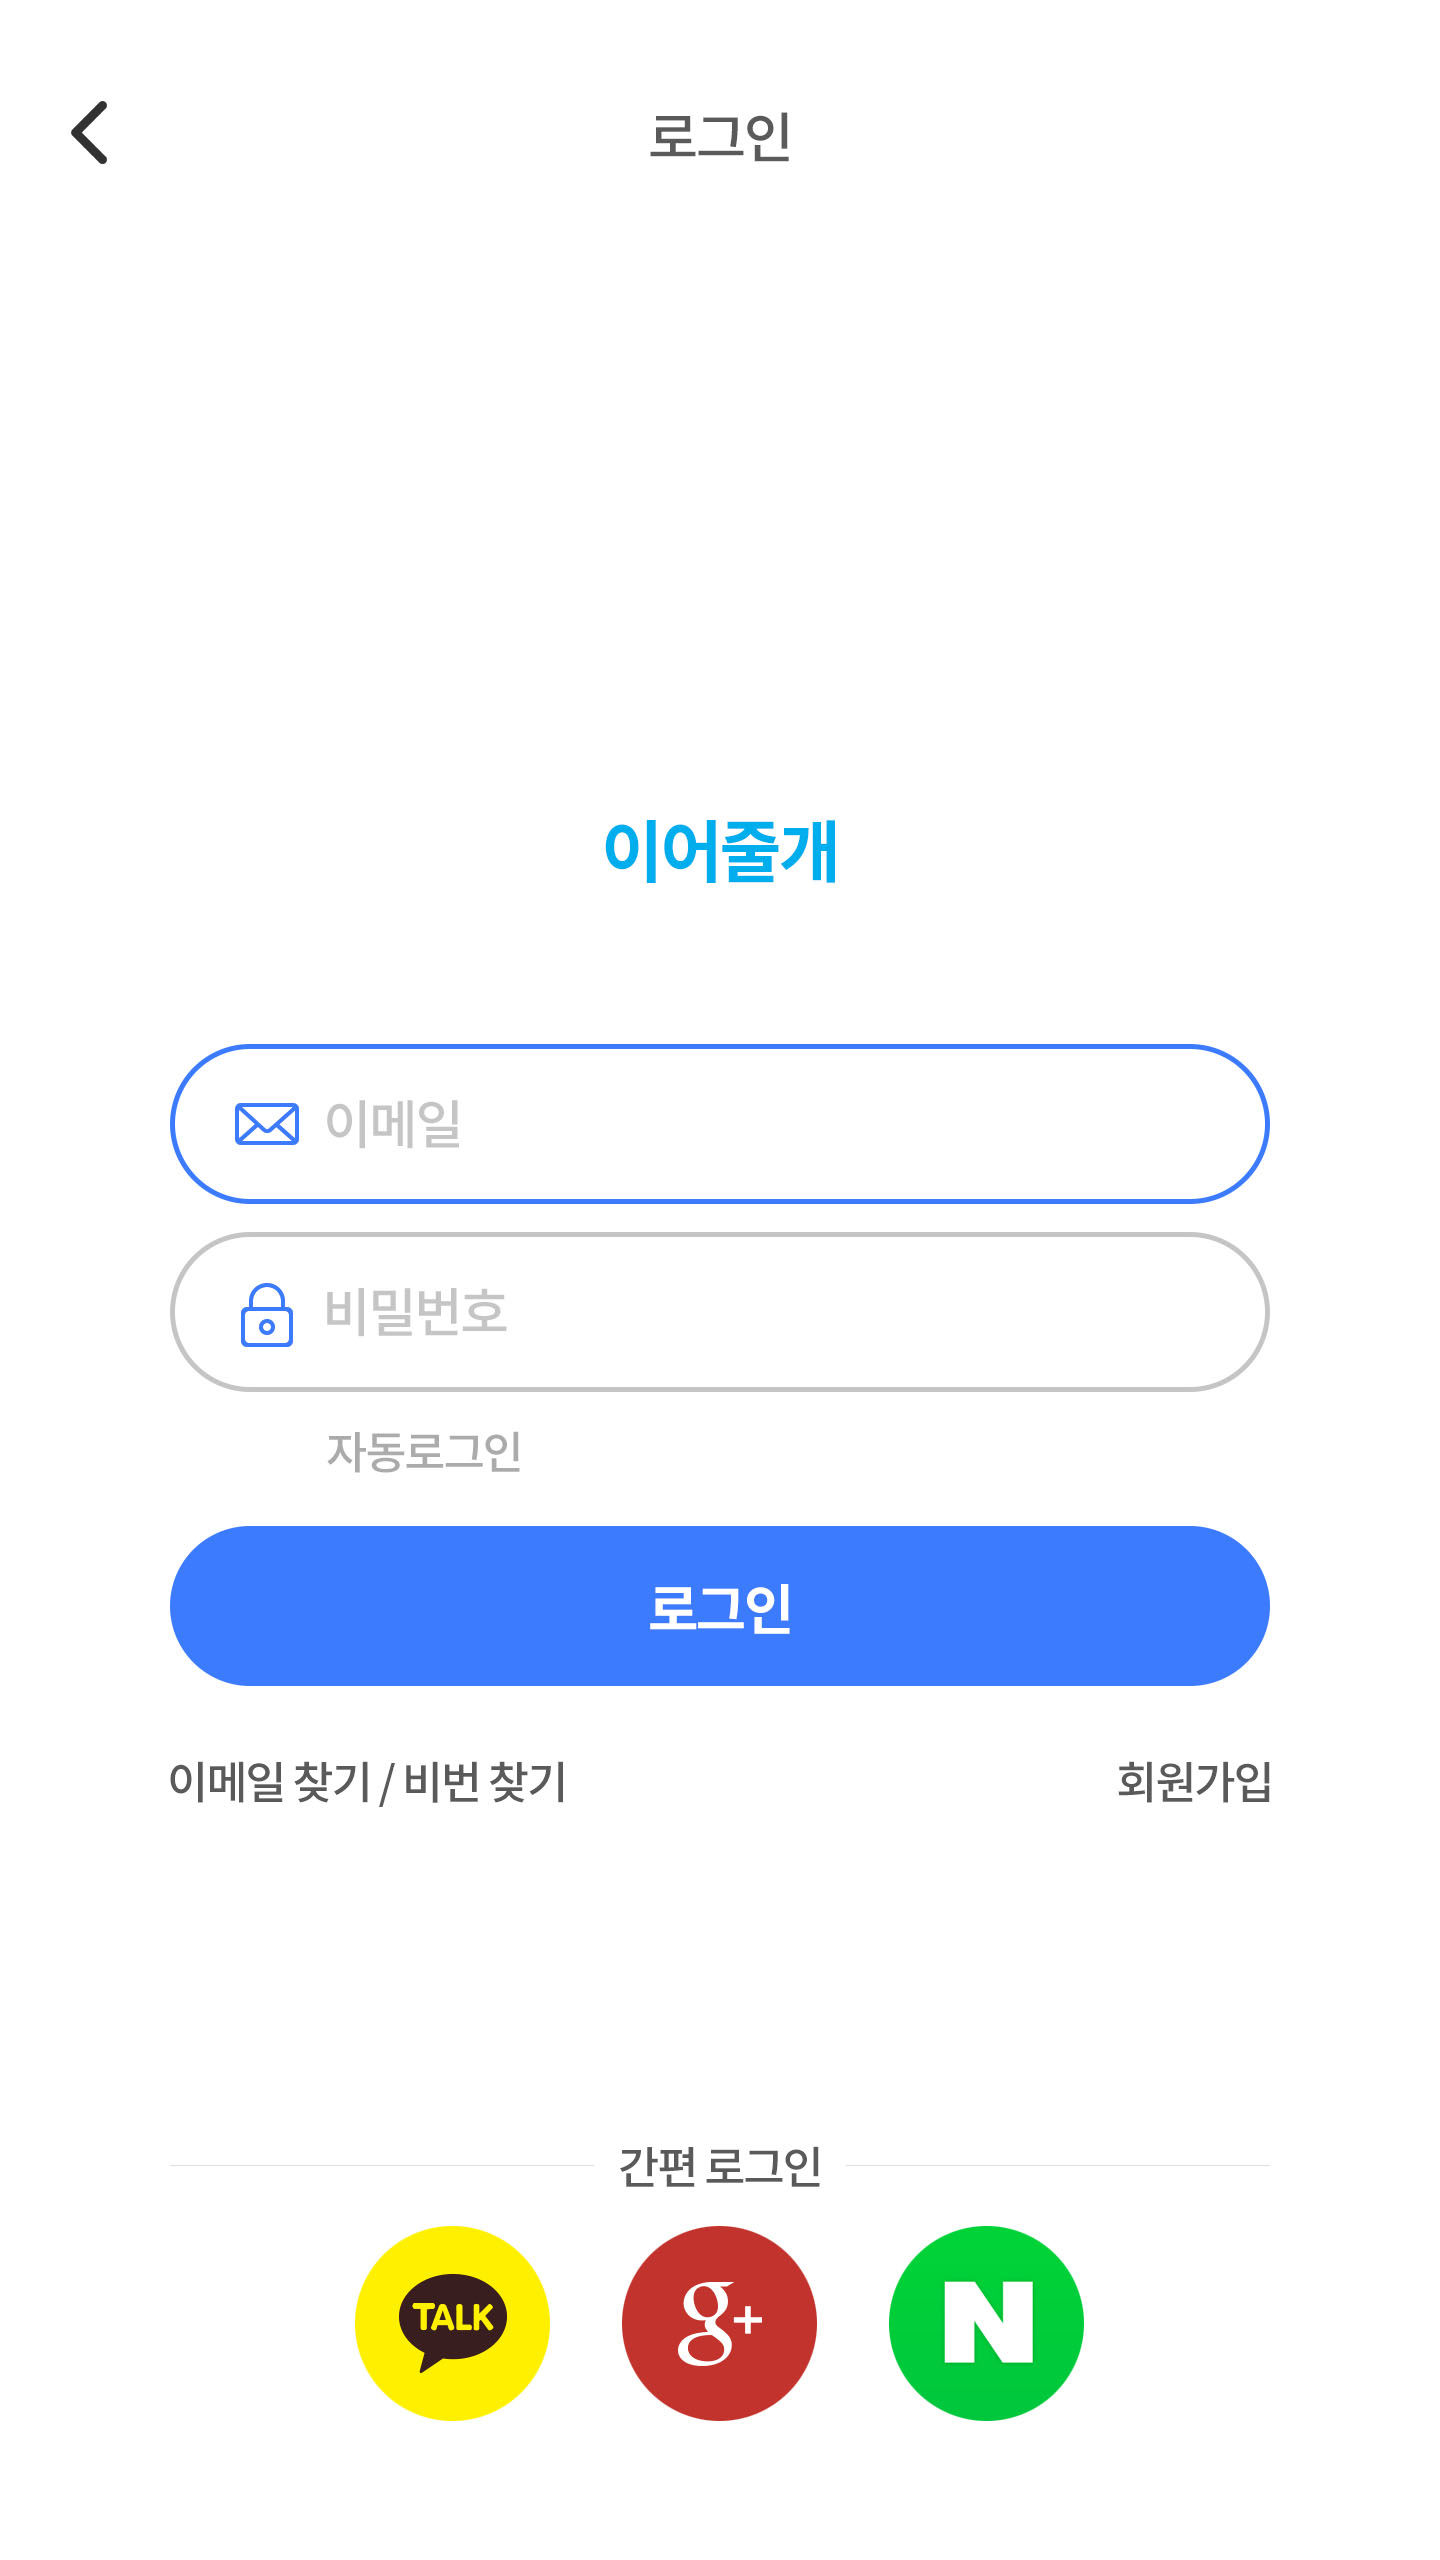 로그인
이어줄개
이메일
비밀번호
자동로그인
로그인
이메일 찾기 / 비번 찾기 회원가입
간편 로그인
TALK g+ N